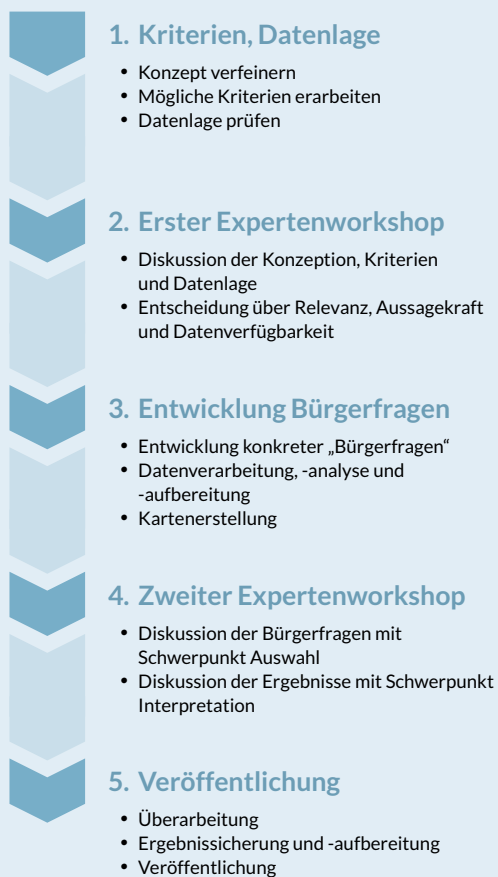 1. Kriterien, Datenlage
• Konzept verfeinern
• Mögliche Kriterien erarbeiten
• Datenlage prüfen
2. Erster Expertenworkshop
• Diskussion der Konzeption, Kriterien
und Datenlage
• Entscheidung über Relevanz, Aussagekraft
und Datenverfügbarkeit
3. Entwicklung Bürgerfragen
• Entwicklung konkreter „Bürgerfragen“
• Datenverarbeitung, -analyse und
-aufbereitung
• Kartenerstellung
4. Zweiter Expertenworkshop
• Diskussion der Bürgerfragen mit
Schwerpunkt Auswahl
• Diskussion der Ergebnisse mit Schwerpunkt
Interpretation
5. Veröffentlichung
• Überarbeitung
• Ergebnissicherung und -aufbereitung
• Veröffentlichung